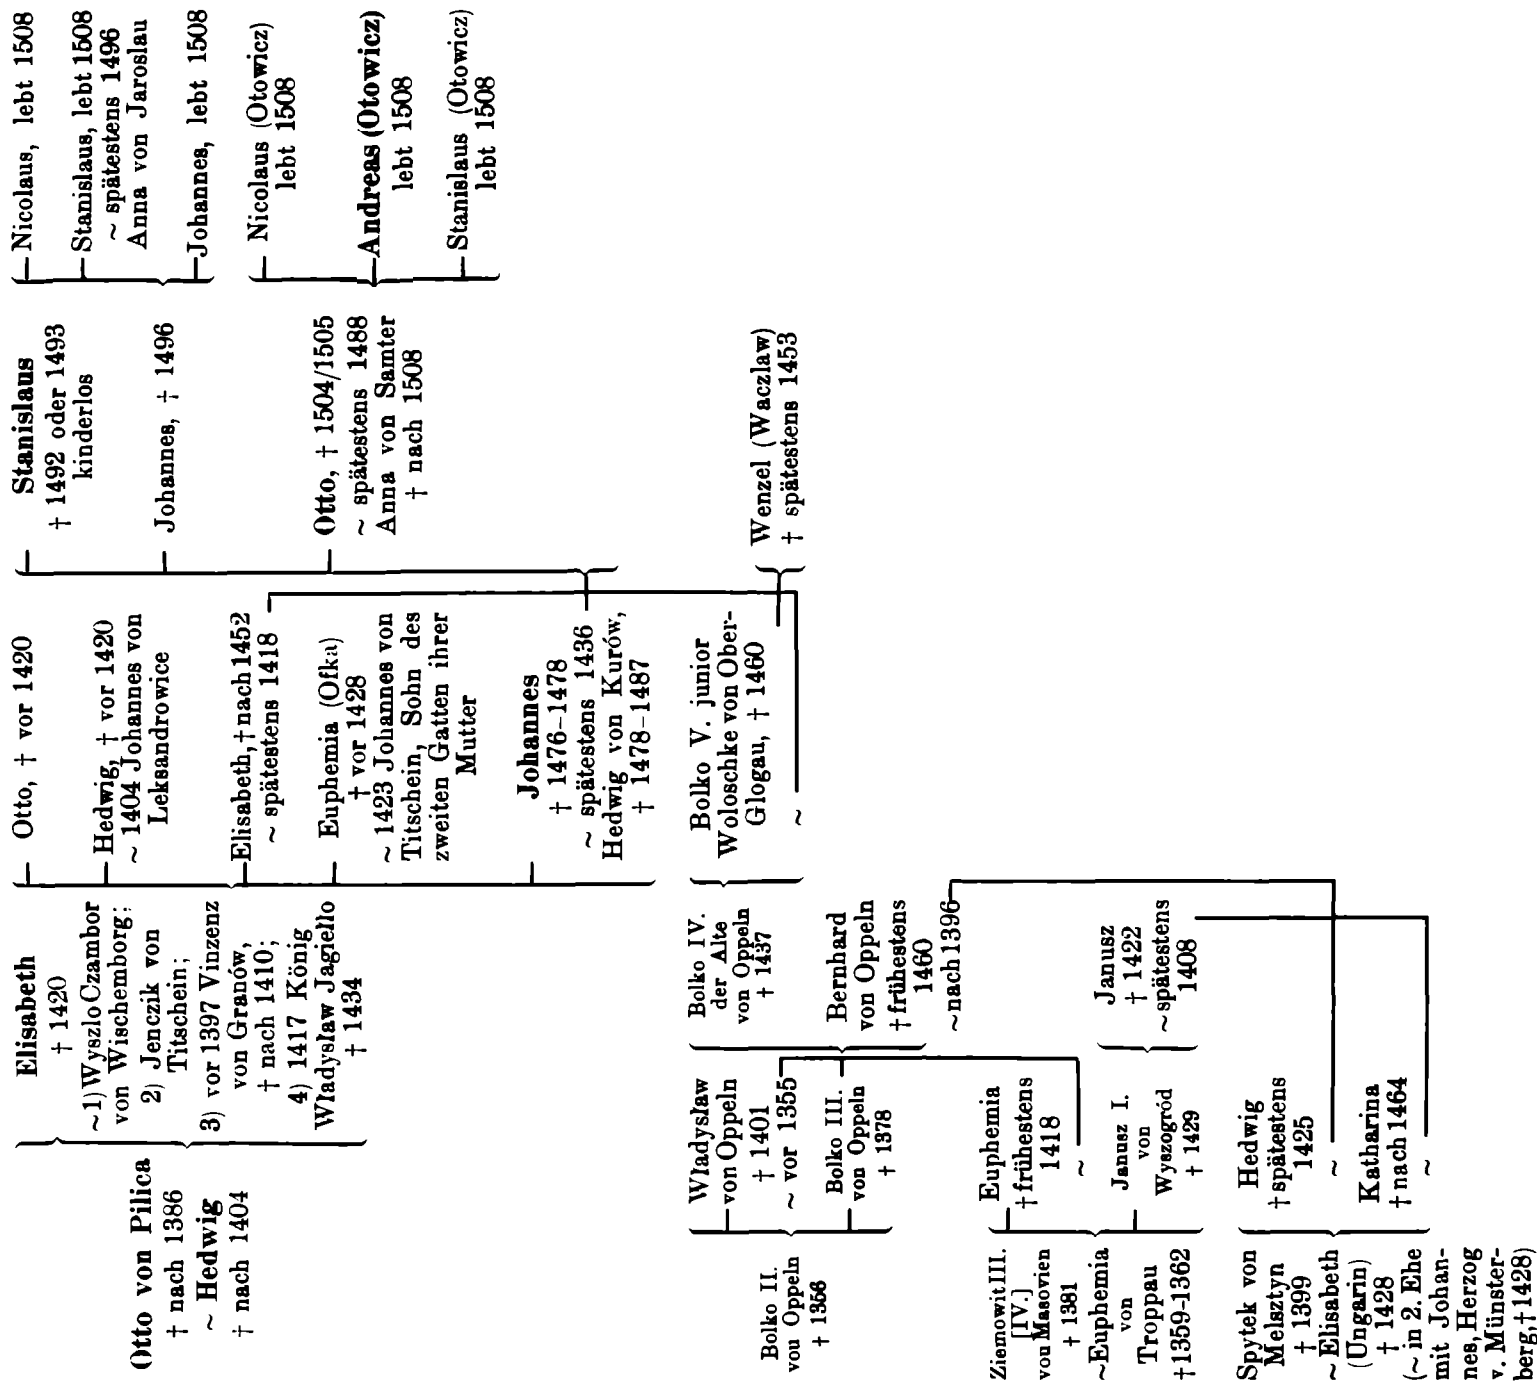 Otto von Pilica
† nach 1386
~ Hedwig
† nach 1404
Elisabeth
† 1420
~1) Wyszlo Czambor
von Wischemborg;
2) Jenczik von
Titschein;
3) vor 1397 Vinzenz
von Granów,
† nach 1410;
4) 1417 König
Władysław Jagiełło
† 1434
Otto, † vor 1420
Hedwig, † vor 1420
~ 1404 Johannes von
Leksandrowice
Elisabeth, † nach 1452
~ spätestens 1418
Euphemia (Ofka)
† vor 1428
~ 1423 Johannes von
Titschein, Sohn des
zweiten Gatten ihrer
Mutter
Johannes
† 1476–1478
~ spätestens 1436
Hedwig von Kurów,
† 1478–1487
Stanislaus
† 1492 oder 1493
kinderlos
Johannes, † 1496
Otto, † 1504/1505
~ spätestens 1488
Anna von Samter
† nach 1508
Nicolaus, lebt 1508
Stanislaus, lebt 1508
~ spätestens 1496
Anna von Jaroslau
Johannes, lebt 1508
Nicolaus (Otowicz)
lebt 1508
Andreas (Otowicz)
lebt 1508
Stanislaus (Otowicz)
lebt 1508
Bolko II.
von Oppeln
† 1356
Władysław
von Oppeln
† 1401
~ vor 1355
Bolko III.
von Oppeln
† 1378
Bolko IV.
der Alte
von Oppeln
† 1437
Bernhard
von Oppeln
† frühestens
1460
~ nach 1396
Bolko V. junior
Woloschke von Ober-
Glogau, † 1460
~
Wenzel (Waczlaw)
† spätestens 1453
Ziemowit III.
[IV.]
von Masovien
† 1381
~ Euphemia
von
Troppau
† 1359-1362
Euphemia
† frühestens
1418
~
Janusz I.
von
Wyszogród
† 1429
Janusz
† 1422
~ spätestens
1408
Spytek von
Melsztyn
† 1399
~ Elisabeth
(Ungarin)
† 1428
(~ in 2. Ehe
mit Johan-
nes, Herzog
v. Münster-
berg, † 1428)
Hedwig
† spätestens
1425
~
Katharina
† nach 1464
~